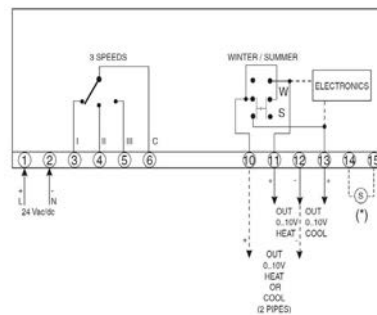 3 SPEEDS
WINTER / SUMMER
ELECTRONICS
W
S
I II III C
1 2 3 4 5 6 10 11 12 13 14 15
+ - + - +
L N
24 Vac/dc
S
(*)
OUT OUT
0..10V 0..10V
HEAT COOL
+ -
OUT
0..10V
HEAT
OR
COOL
(2 PIPES)